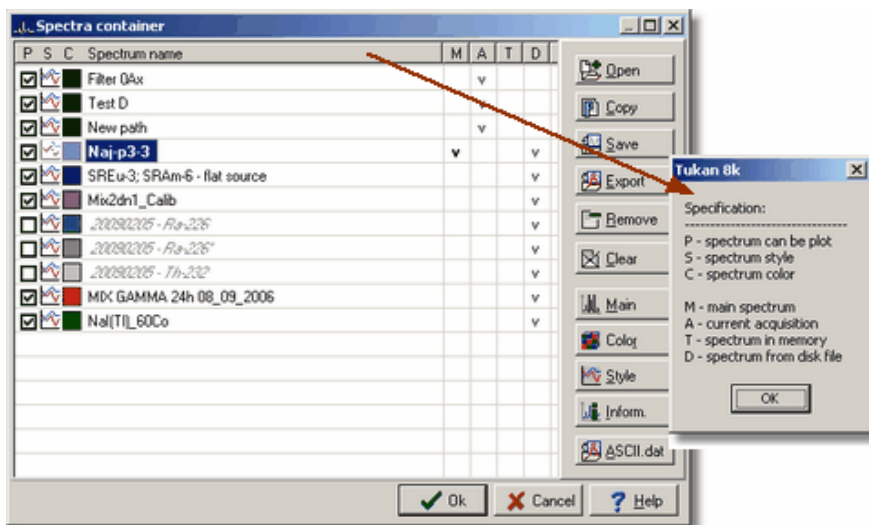 Spectra container
P S C Spectrum name M A T D
Filter 0Ax v
Test D v
New path v
Naj-p3-3 v v
SREu-3; SRAm-6 - flat source v
Mix2dn1_Calib v
20090205 - Ra-226 v
20090205 - Ra-226" v
20090205 - Th-232 v
MIX GAMMA 24h 08_09_2006 v
NaI(Tl)_60Co v
Open
Copy
Save
Export
Remove
Clear
Main
Color
Style
Inform.
ASCII.dat
Ok Cancel Help
Tukan 8k
Specification:
------------------------------------------
P - spectrum can be plot
S - spectrum style
C - spectrum color
M - main spectrum
A - current acquisition
T - spectrum in memory
D - spectrum from disk file
OK